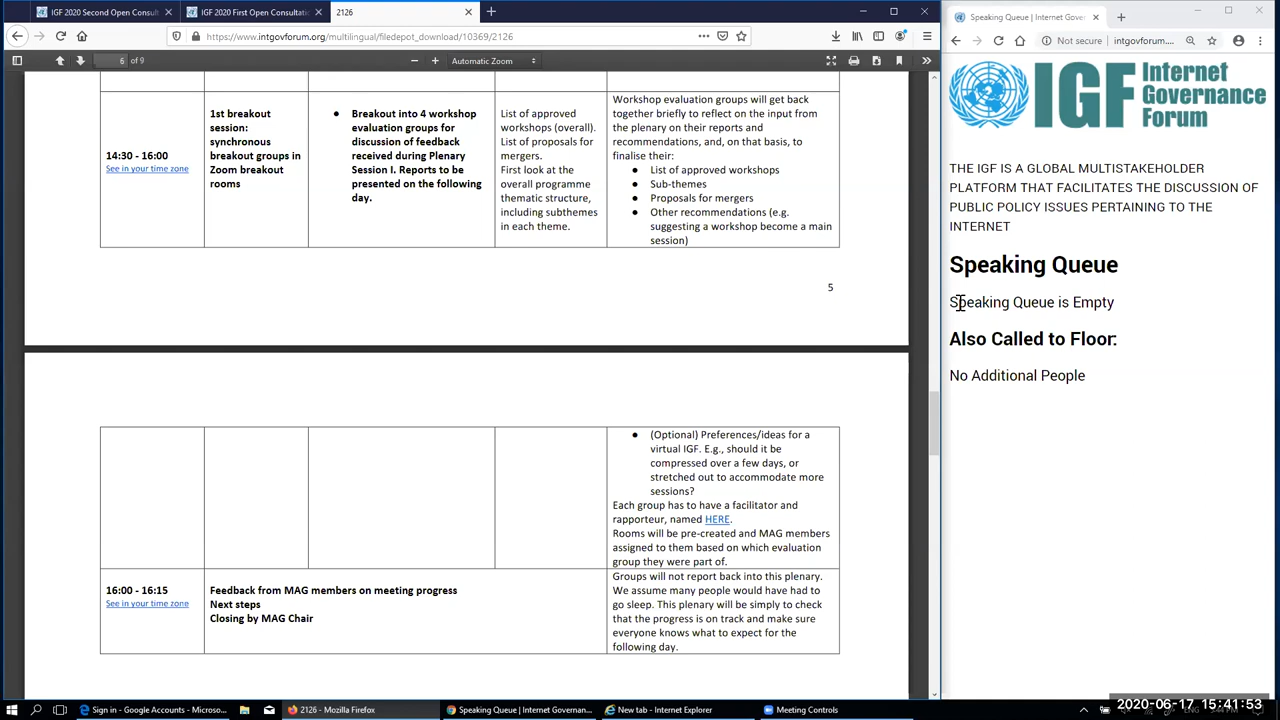 IGF 2020 Second Open Consult
IGF 2020 First Open Consultati
2126
https://www.intgovforum.org/multilingual/filedepot_download/10369/2126
6 of 9
Automatic Zoom
14:30 - 16:00
See in your time zone
1st breakout
session:
synchronous
breakout groups in
Zoom breakout
rooms
● Breakout into 4 workshop
evaluation groups for
discussion of feedback
received during Plenary
Session I. Reports to be
presented on the following
day.
List of approved
workshops (overall).
List of proposals for
mergers.
First look at the
overall programme
thematic structure,
including subthemes
in each theme.
Workshop evaluation groups will get back
together briefly to reflect on the input from
the plenary on their reports and
recommendations, and, on that basis, to
finalise their:
● List of approved workshops
● Sub-themes
● Proposals for mergers
● Other recommendations (e.g.
suggesting a workshop become a main
session)
5
● (Optional) Preferences/ideas for a
virtual IGF. E.g., should it be
compressed over a few days, or
stretched out to accommodate more
sessions?
Each group has to have a facilitator and
rapporteur, named HERE.
Rooms will be pre-created and MAG members
assigned to them based on which evaluation
group they were part of.
16:00 - 16:15
See in your time zone
Feedback from MAG members on meeting progress
Next steps
Closing by MAG Chair
Groups will not report back into this plenary.
We assume many people would have had to
go sleep. This plenary will be simply to check
that the progress is on track and make sure
everyone knows what to expect for the
following day.
Speaking Queue | Internet Gover
Not secure | intgovforum....
IGF Internet
Governance
Forum
THE IGF IS A GLOBAL MULTISTAKEHOLDER
PLATFORM THAT FACILITATES THE DISCUSSION OF
PUBLIC POLICY ISSUES PERTAINING TO THE
INTERNET
Speaking Queue
Speaking Queue is Empty
Also Called to Floor:
No Additional People
Sign in - Google Accounts - Mozilla...
2126 - Mozilla Firefox
Speaking Queue | Internet Govern...
New tab - Internet Explorer
Meeting Controls
2020-06-17 15:41:53